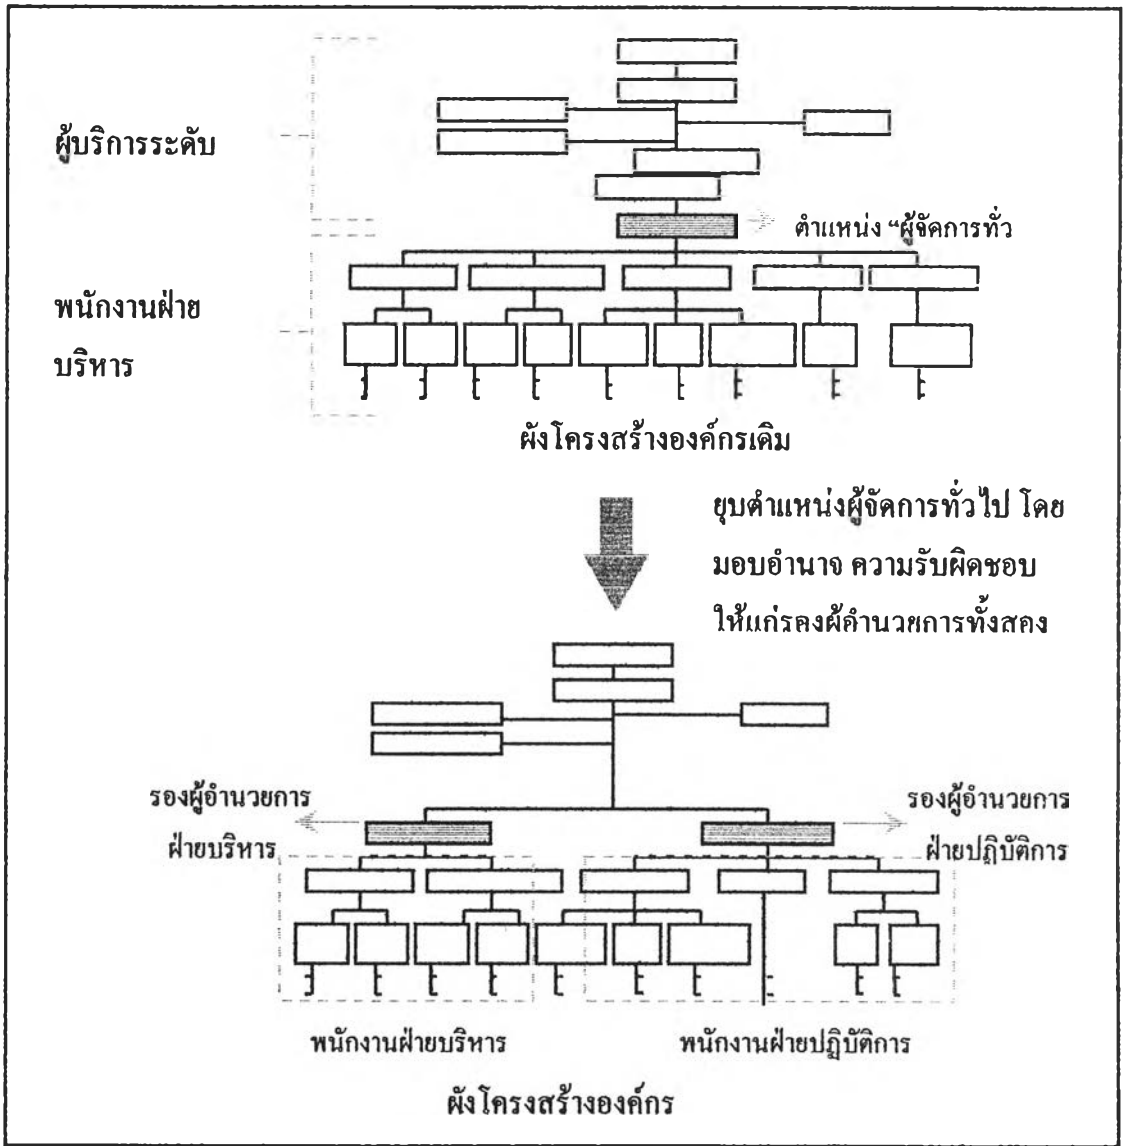 ผู้บริการระดับ
ตำแหน่ง “ผู้จัดการทั่ว
พนักงานฝ่าย
บริหาร
ผังโครงสร้างองค์กรเดิม
ยุบตำแหน่งผู้จัดการทั่วไป โดย
มอบอำนาจ ความรับผิดชอบ
ให้แก่รองผู้อำนวยการทั้งสอง
รองผู้อำนวยการ
ฝ่ายบริหาร
รองผู้อำนวยการ
ฝ่ายปฏิบัติการ
พนักงานฝ่ายบริหาร
พนักงานฝ่ายปฏิบัติการ
ผังโครงสร้างองค์กร